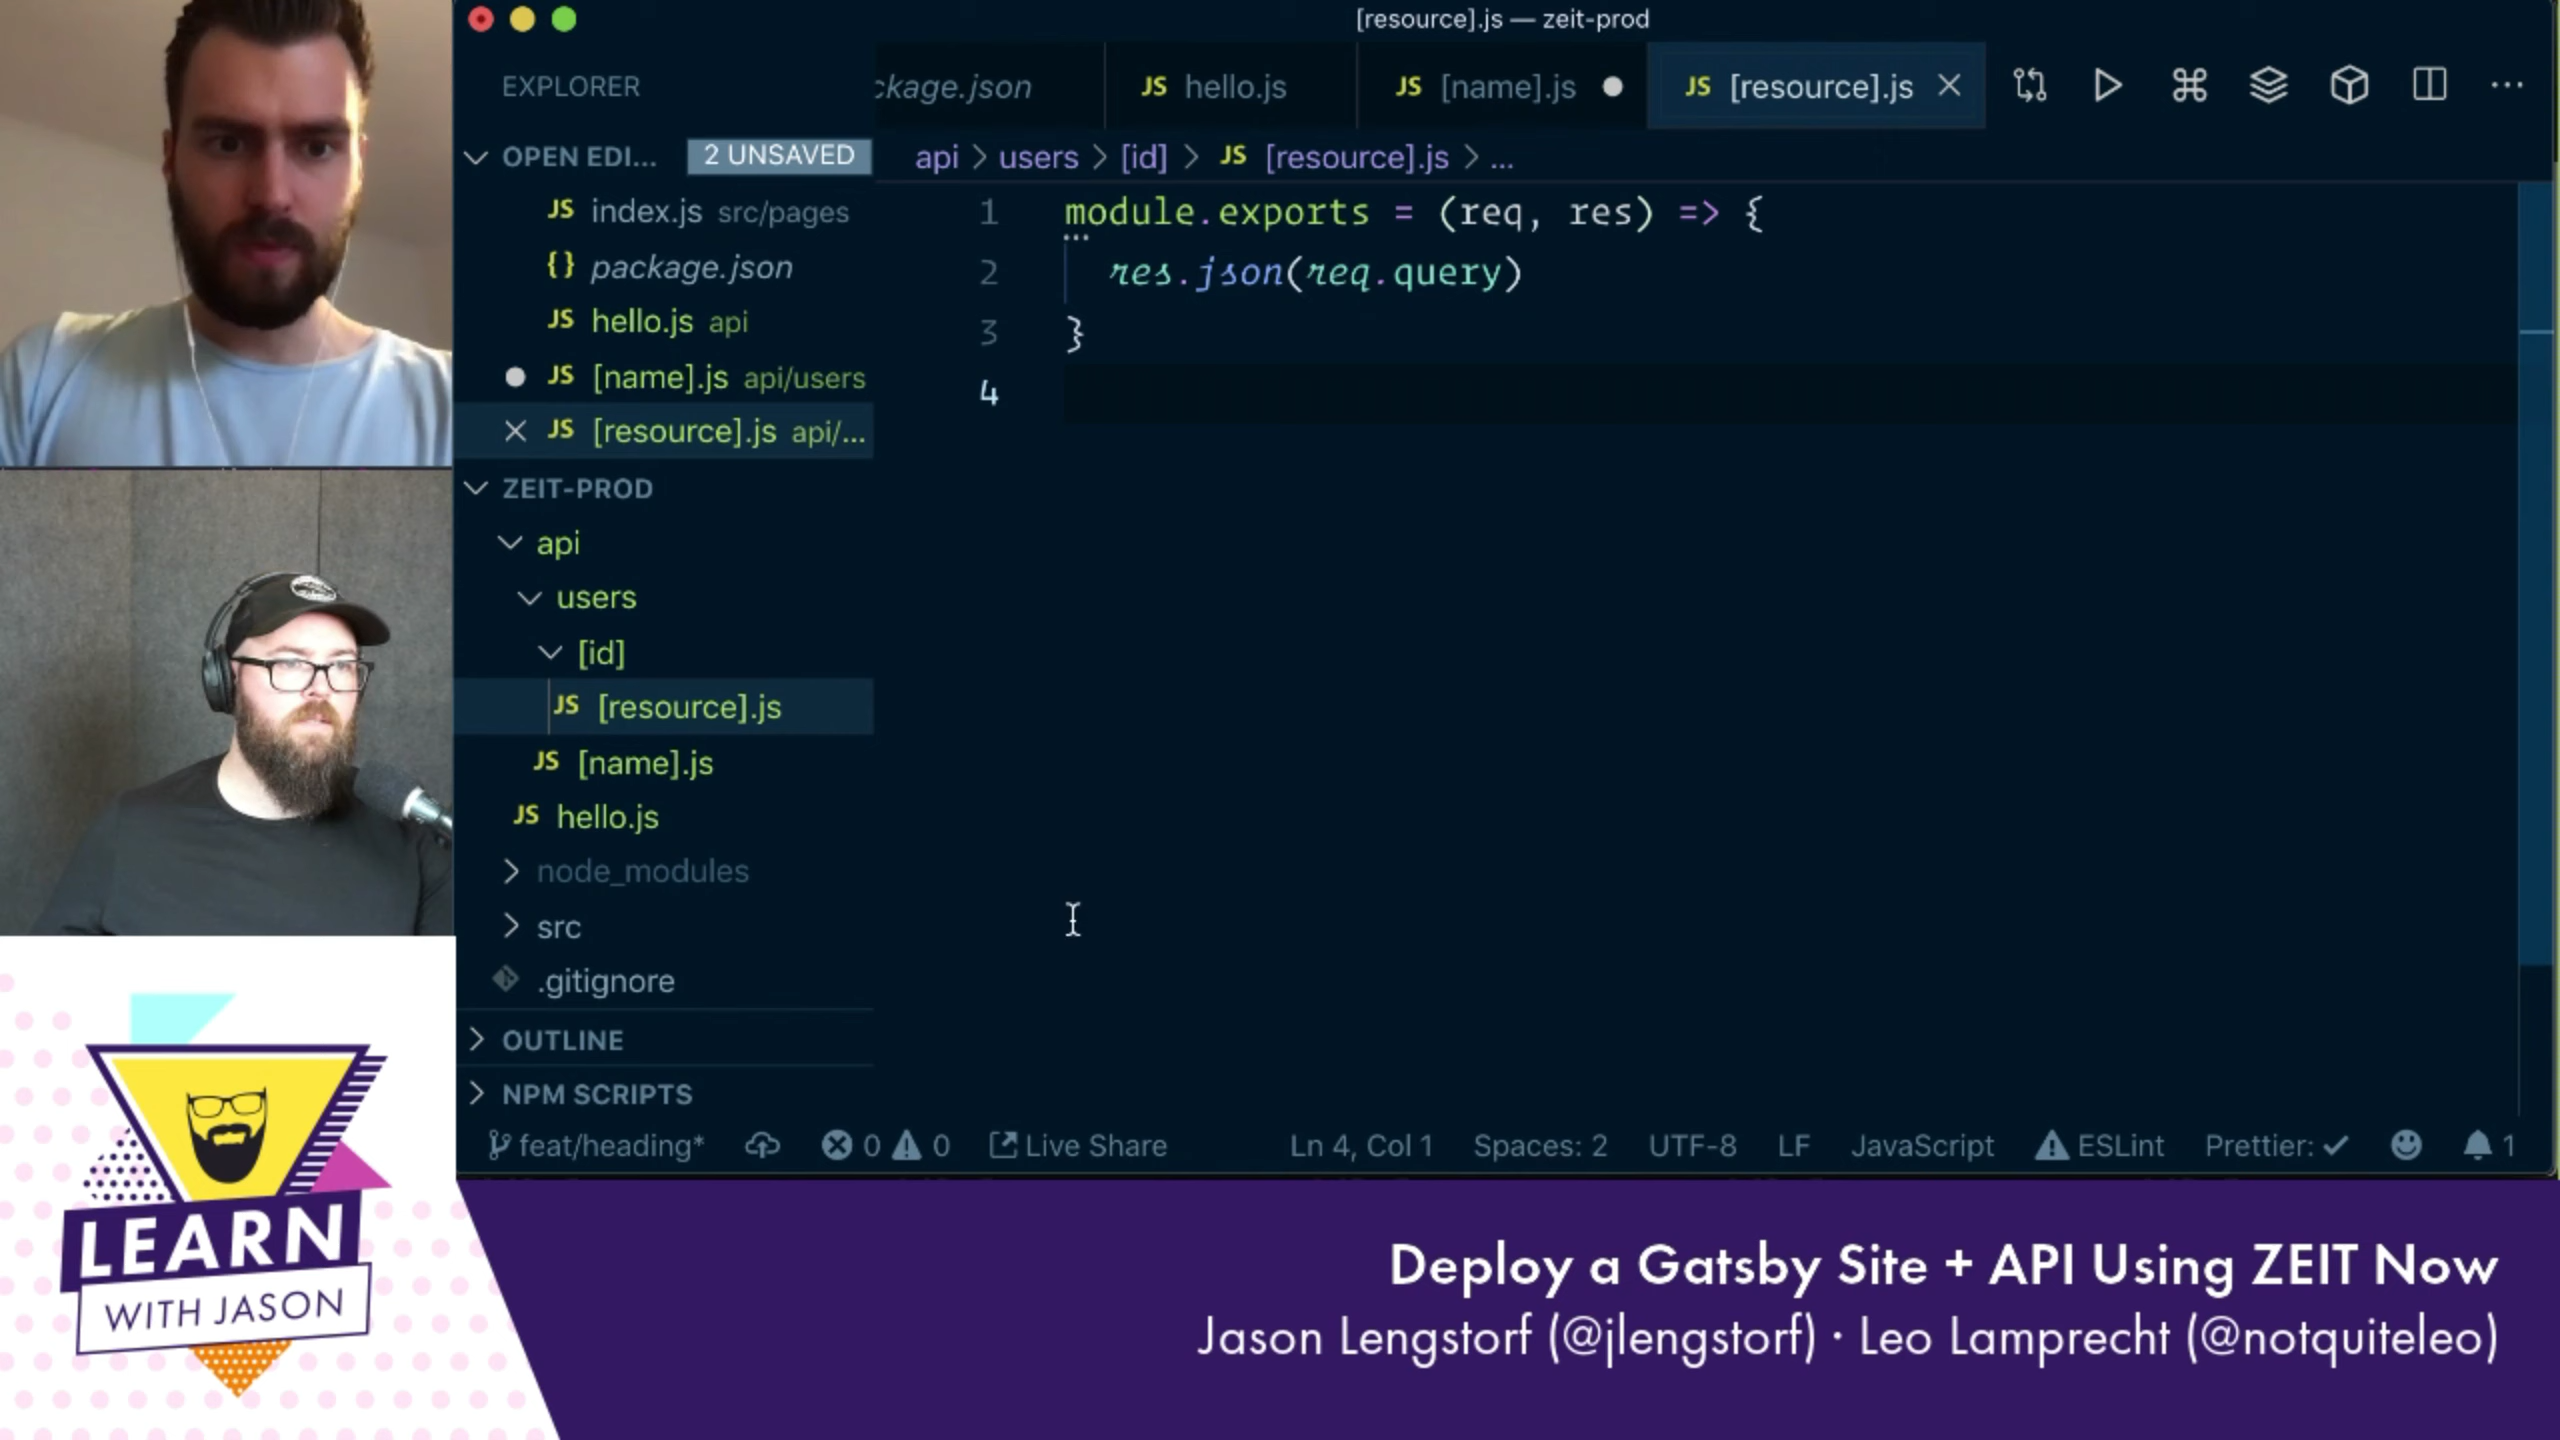 [resource].js — zeit-prod
EXPLORER
ckage.json
JS hello.js
JS [name].js
JS [resource].js
OPEN EDI... 2 UNSAVED
api > users > [id] > JS [resource].js > ...
JS index.js src/pages
{} package.json
JS hello.js api
JS [name].js api/users
JS [resource].js api/...
1 module.exports = (req, res) => {
2 res.json(req.query)
3 }
4
ZEIT-PROD
api
users
[id]
JS [resource].js
JS [name].js
JS hello.js
node_modules
src
.gitignore
OUTLINE
NPM SCRIPTS
feat/heading* 0 0 Live Share Ln 4, Col 1 Spaces: 2 UTF-8 LF JavaScript ESLint Prettier: ✓ 1
LEARN
WITH JASON
Deploy a Gatsby Site + API Using ZEIT Now
Jason Lengstorf (@jlengstorf) · Leo Lamprecht (@notquiteleo)